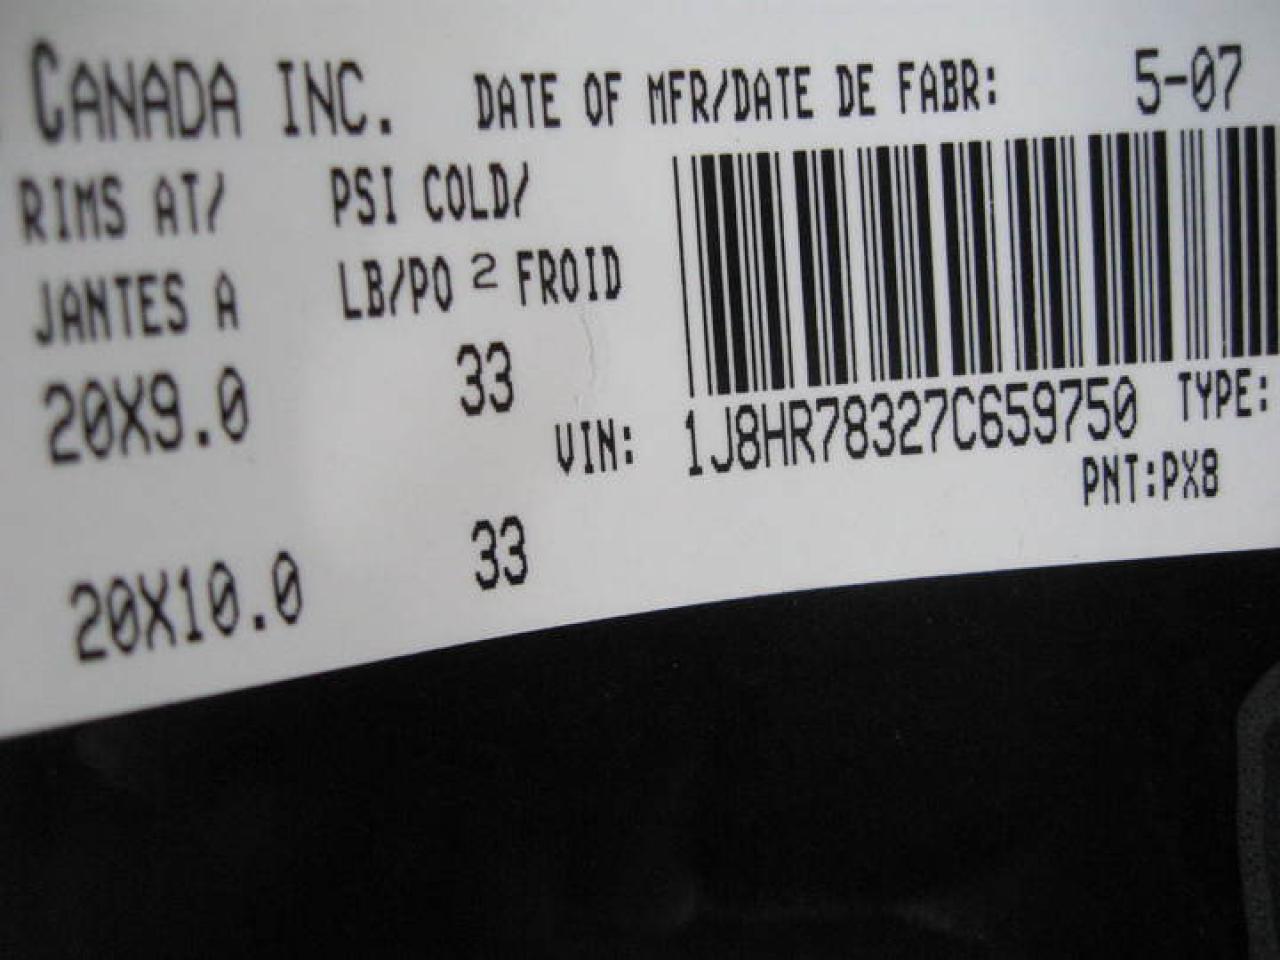 CANADA INC. DATE OF MFR/DATE DE FABR: 5-07
RIMS AT/ PSI COLD/
JANTES A LB/PO 2 FROID
20X9.0 33
VIN: 1J8HR78327C659750 TYPE:
PNT:PX8
20X10.0 33